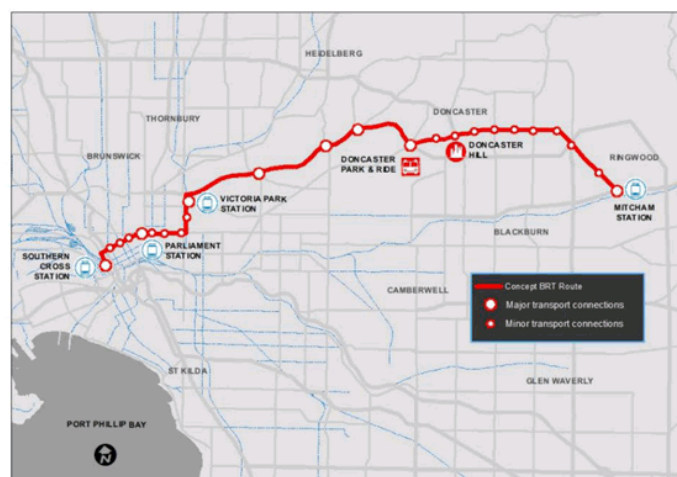 HEIDELBERG
DONCASTER
THORNBURY
BRUNSWICK
DONCASTER
PARK & RIDE
DONCASTER
HILL
RINGWOOD
VICTORIA PARK
STATION
MITCHAM
STATION
BLACKBURN
PARLIAMENT
STATION
SOUTHERN
CROSS
STATION
CAMBERWELL
Concept BRT Route
Major transport connections
Minor transport connections
ST KILDA
GLEN WAVERLY
PORT PHILLIP BAY
N